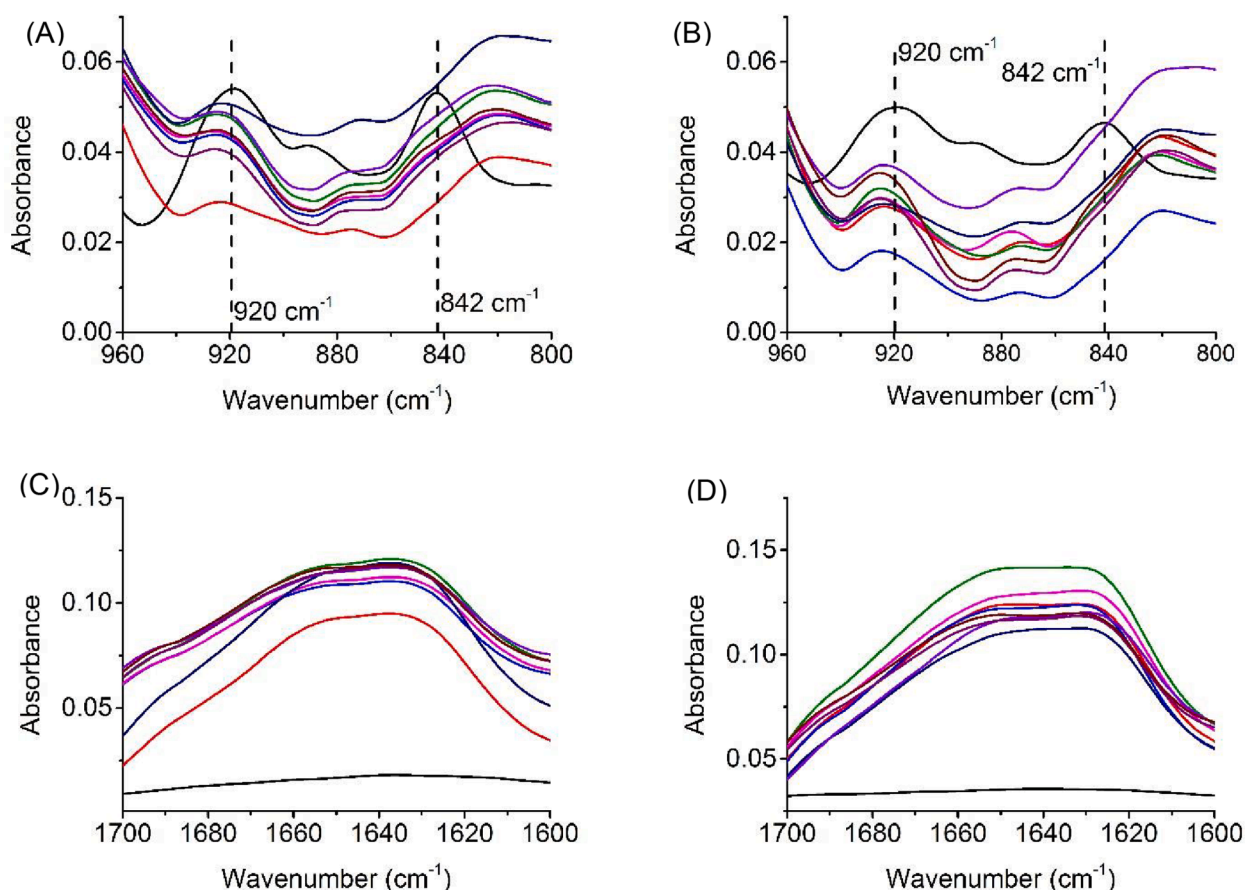 (A)
0.06
0.04
0.02
0.00
Absorbance
920 cm⁻¹
842 cm⁻¹
960 920 880 840 800
Wavenumber (cm⁻¹)
(B)
0.06
0.04
0.02
0.00
Absorbance
920 cm⁻¹
842 cm⁻¹
960 920 880 840 800
Wavenumber (cm⁻¹)
(C)
0.15
0.10
0.05
Absorbance
1700 1680 1660 1640 1620 1600
Wavenumber (cm⁻¹)
(D)
0.15
0.10
0.05
Absorbance
1700 1680 1660 1640 1620 1600
Wavenumber (cm⁻¹)